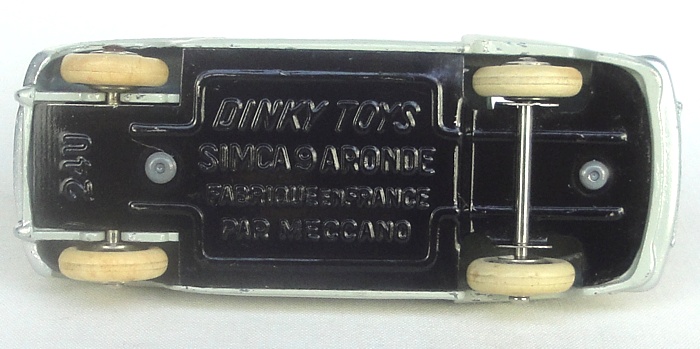 DINKY TOYS
SIMCA 9 ARONDE
FABRIQUE EN FRANCE
PAR MECCANO
24U